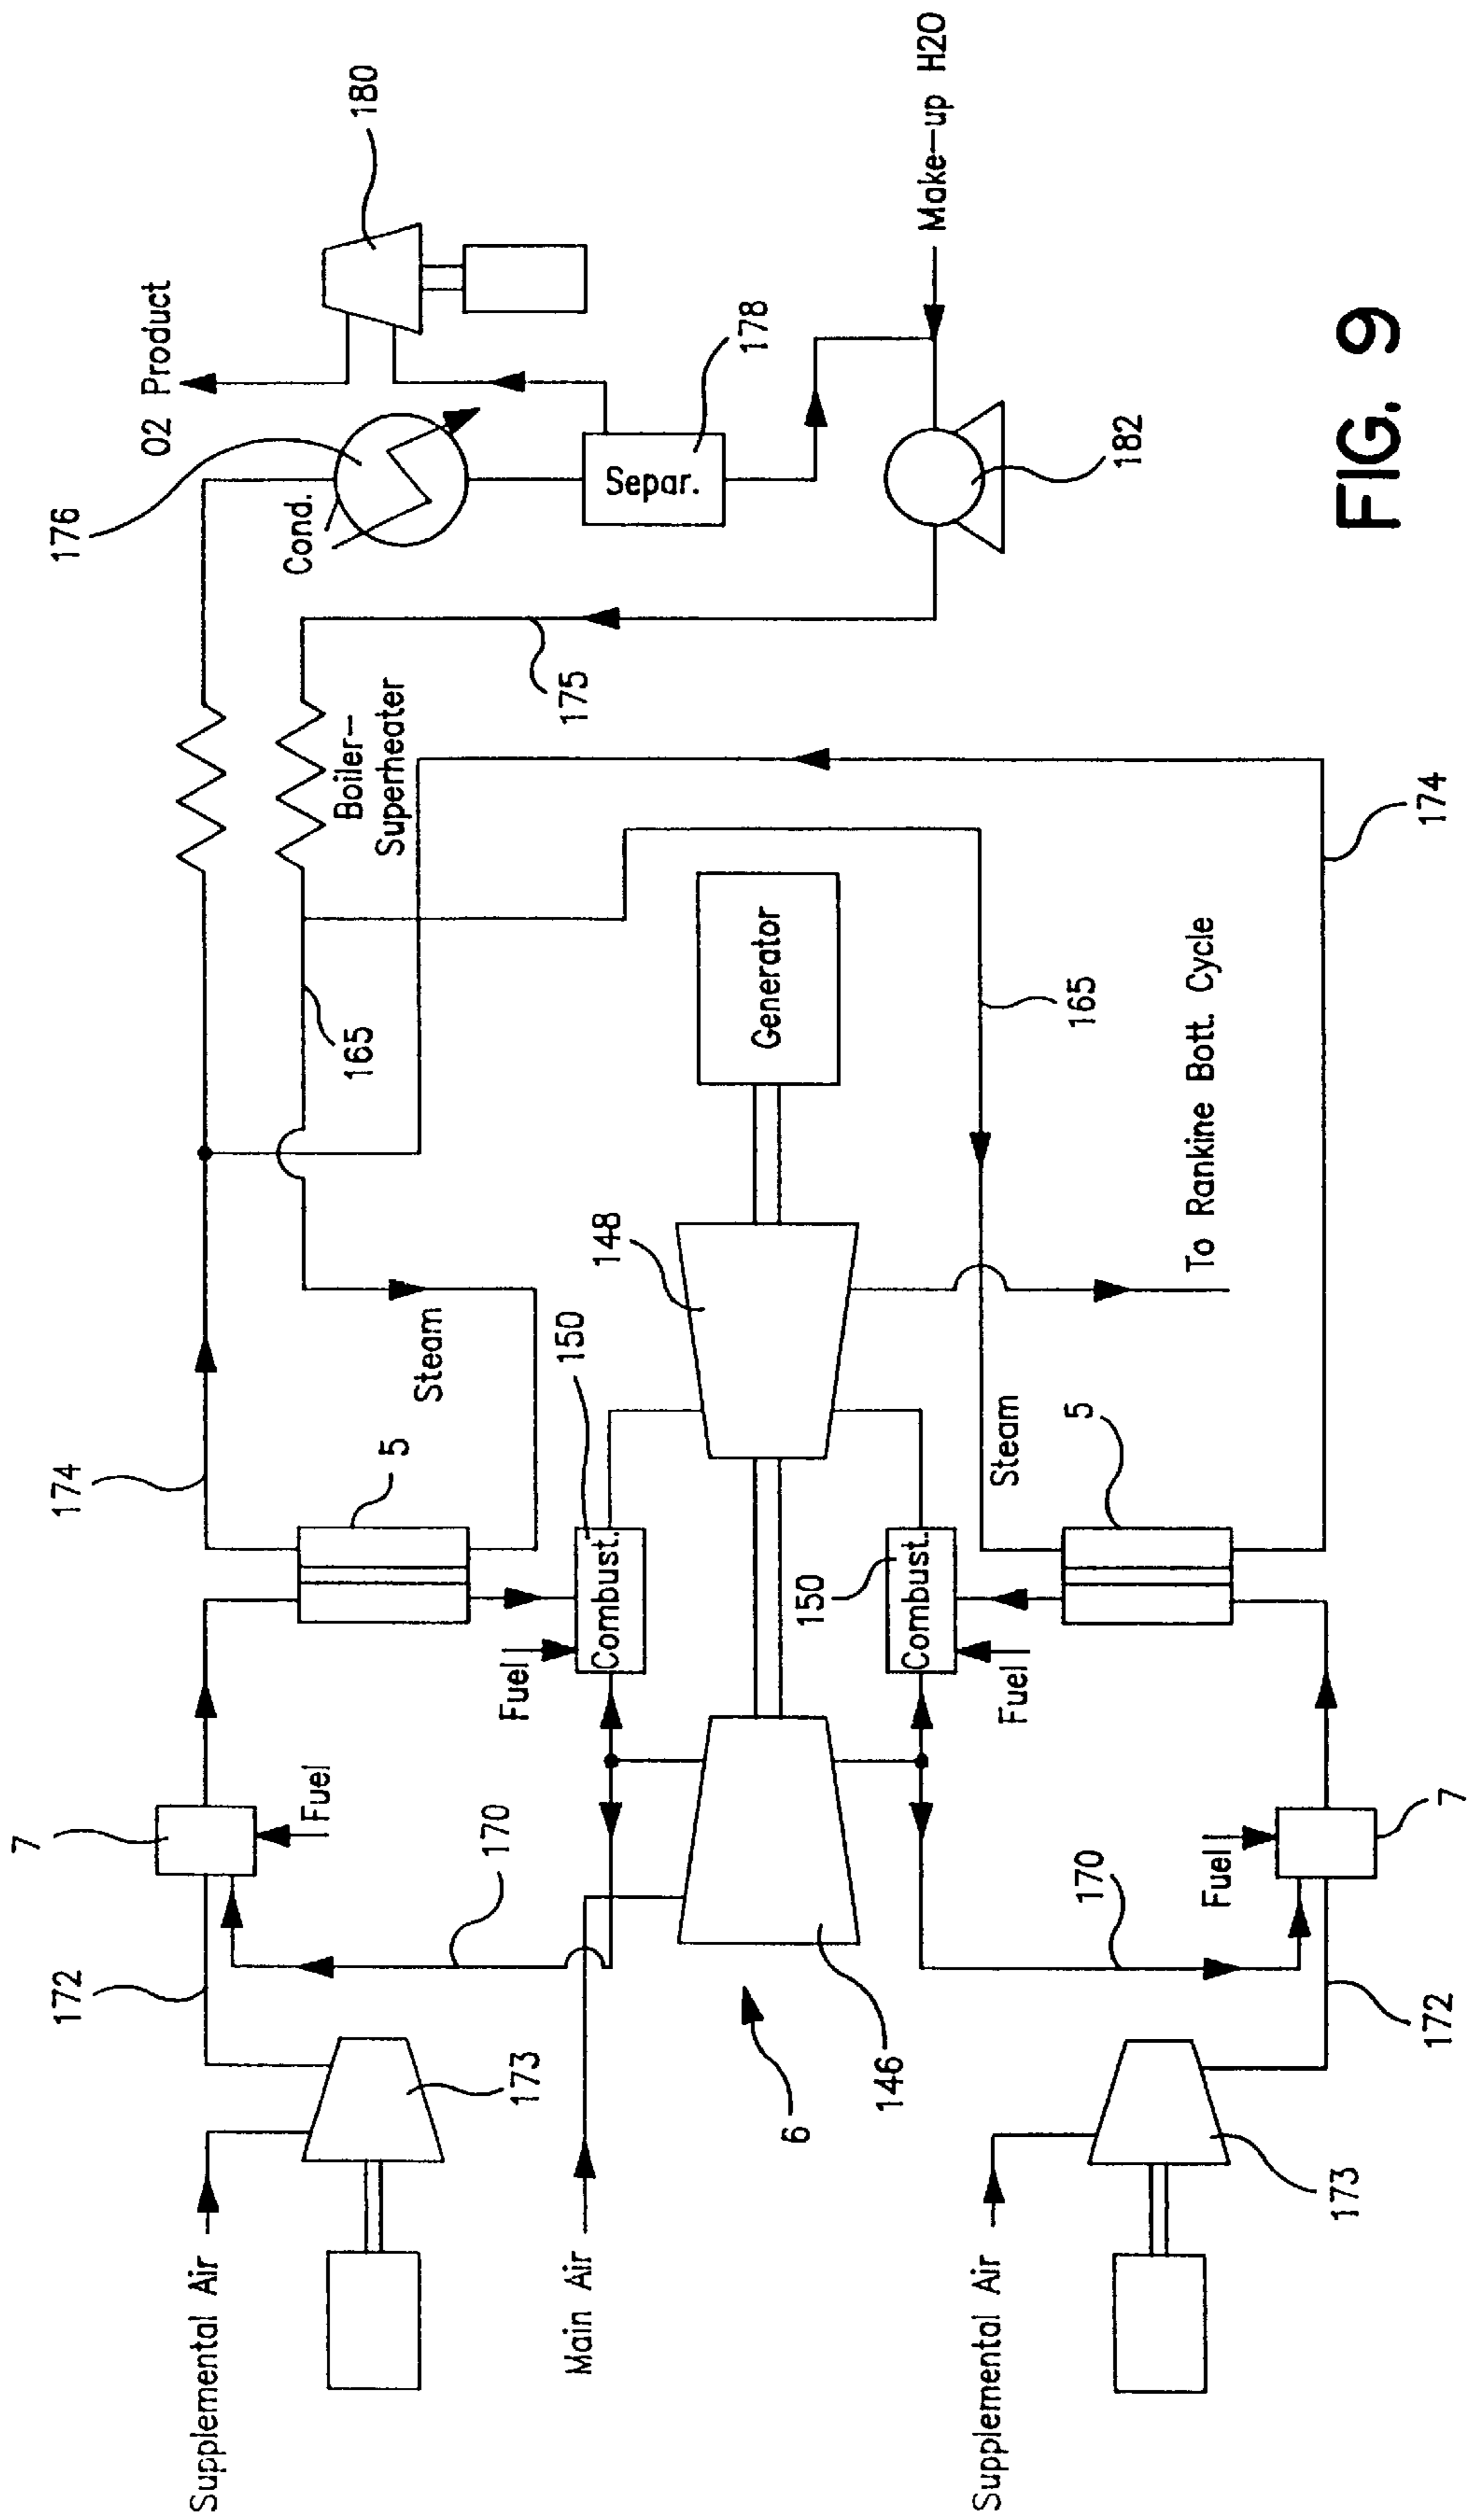 7
172
174
176
O2 Product
180
Supplemental Air
Fuel
5
Cond.
173
170
Steam
165
Boiler–
Superheater
Separ.
178
Main Air
Fuel
Combust.
150
148
175
6
146
Generator
Make–up H2O
182
Supplemental Air
170
Fuel
150
Combust.
Steam
5
165
173
Fuel
To Rankine Bott. Cycle
172
7
174
FIG. 9